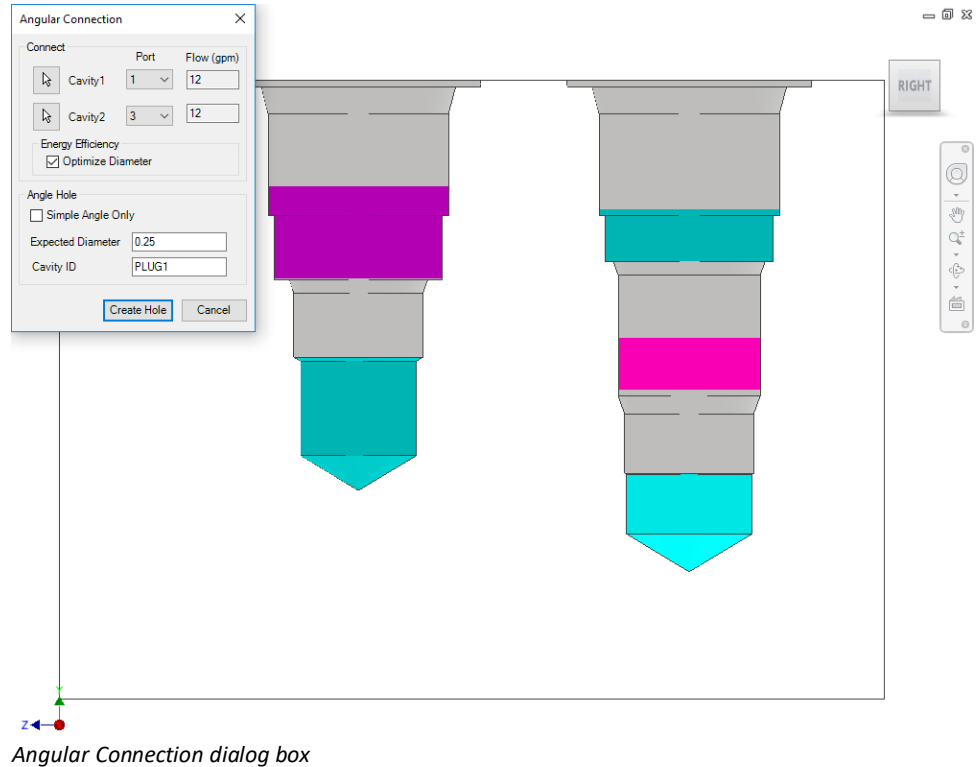 Angular Connection
Connect
Port Flow (gpm)
Cavity1 1 12
Cavity2 3 12
Energy Efficiency
Optimize Diameter
Angle Hole
Simple Angle Only
Expected Diameter 0.25
Cavity ID PLUG1
Create Hole Cancel
RIGHT
Y
Z
Angular Connection dialog box